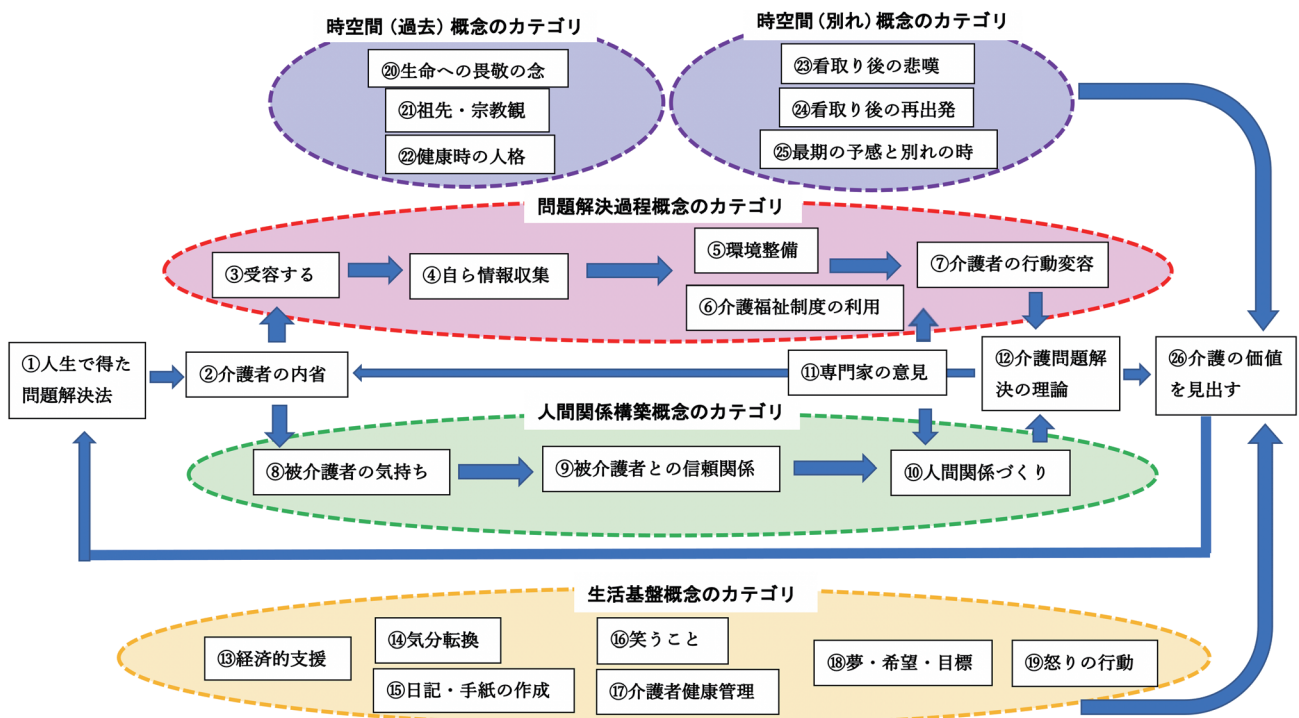 時空間（過去）概念のカテゴリ
⑳生命への畏敬の念
㉑祖先・宗教観
㉒健康時の人格
時空間（別れ）概念のカテゴリ
㉓看取り後の悲嘆
㉔看取り後の再出発
㉕最期の予感と別れの時
問題解決過程概念のカテゴリ
③受容する
④自ら情報収集
⑤環境整備
⑥介護福祉制度の利用
⑦介護者の行動変容
①人生で得た
問題解決法
②介護者の内省
⑪専門家の意見
⑫介護問題解
決の理論
㉖介護の価値
を見出す
人間関係構築概念のカテゴリ
⑧被介護者の気持ち
⑨被介護者との信頼関係
⑩人間関係づくり
生活基盤概念のカテゴリ
⑬経済的支援
⑭気分転換
⑮日記・手紙の作成
⑯笑うこと
⑰介護者健康管理
⑱夢・希望・目標
⑲怒りの行動